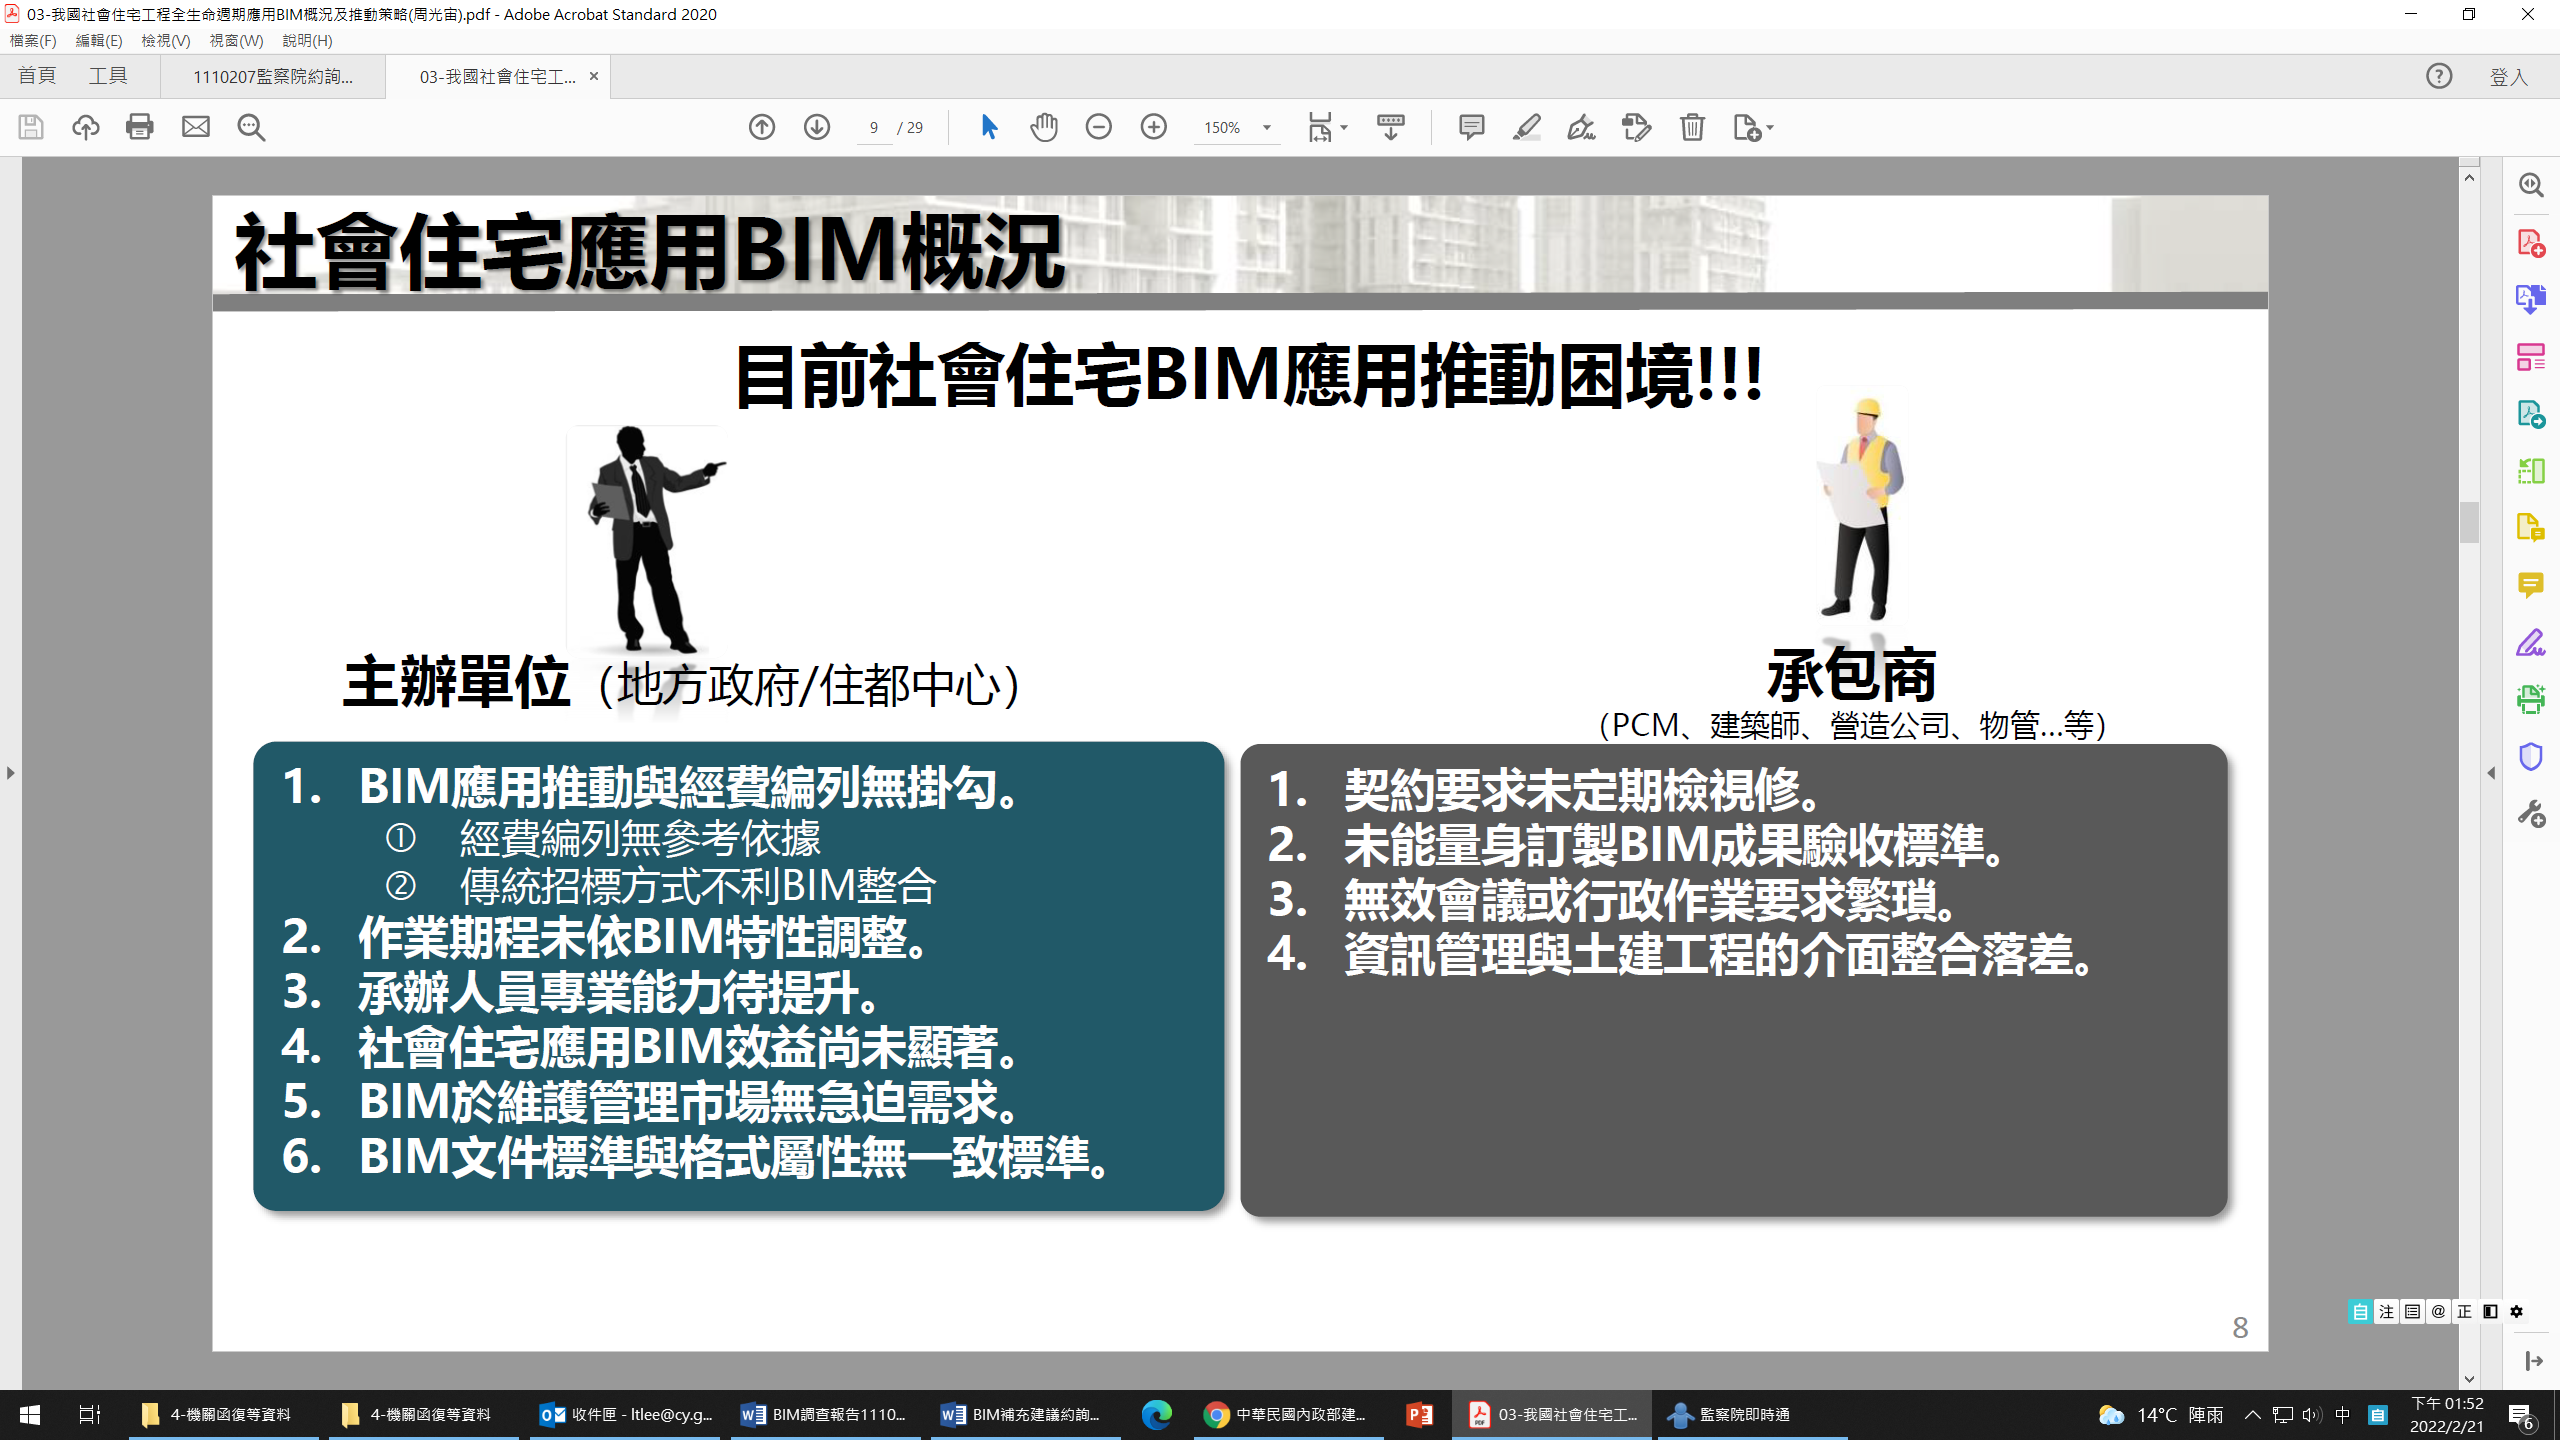 03-我國社會住宅工程全生命週期應用BIM概況及推動策略(周光宙).pdf - Adobe Acrobat Standard 2020
檔案(F) 編輯(E) 檢視(V) 視窗(W) 說明(H)
首頁 工具 1110207監察院約詢... 03-我國社會住宅工... × 登入
9 / 29 150%
社會住宅應用BIM概況
目前社會住宅BIM應用推動困境!!!
主辦單位（地方政府/住都中心）
承包商
（PCM、建築師、營造公司、物管...等）
1. BIM應用推動與經費編列無掛勾。
① 經費編列無參考依據
② 傳統招標方式不利BIM整合
2. 作業期程未依BIM特性調整。
3. 承辦人員專業能力待提升。
4. 社會住宅應用BIM效益尚未顯著。
5. BIM於維護管理市場無急迫需求。
6. BIM文件標準與格式屬性無一致標準。
1. 契約要求未定期檢視修。
2. 未能量身訂製BIM成果驗收標準。
3. 無效會議或行政作業要求繁瑣。
4. 資訊管理與土建工程的介面整合落差。
8
自 注 @ 正
4-機關函復等資料 4-機關函復等資料 收件匣 - ltlee@cy.g... BIM調查報告1110... BIM補充建議約詢... 中華民國內政部建... 03-我國社會住宅工... 監察院即時通 14°C 陣雨 中 自 下午 01:52
2022/2/21 6